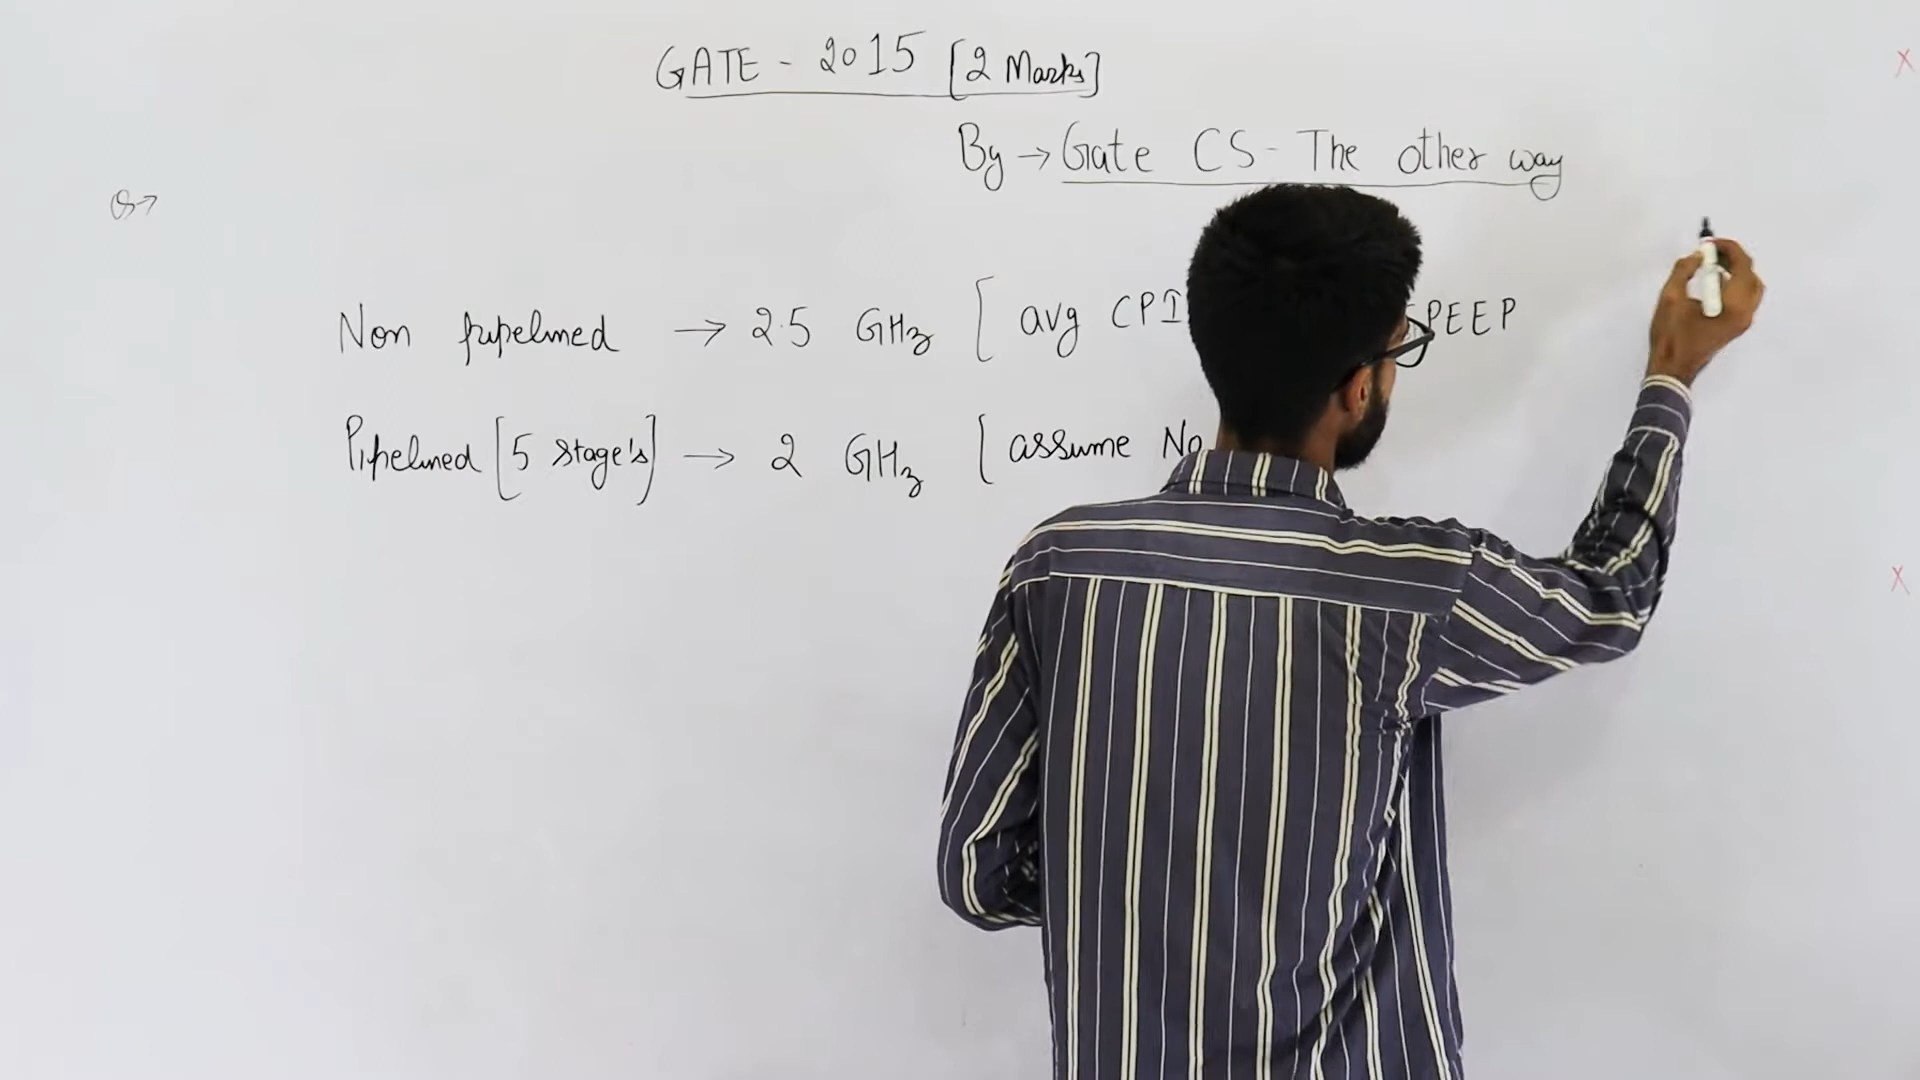 GATE - 2015 [2 Marks]
By → Gate CS - The other way
Q→
Non pipelined → 2.5 GHz [ avg CPI PEEP
Pipelined [5 stage's] → 2 GHz [ assume No
X
X